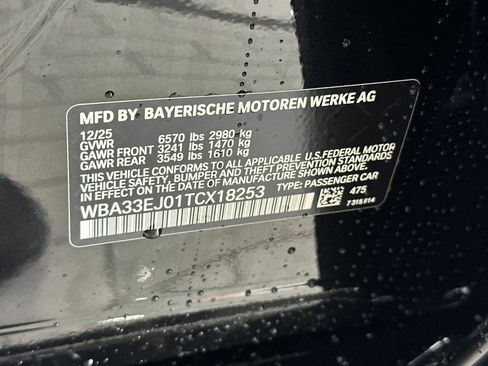 MFD BY BAYERISCHE MOTOREN WERKE AG
12/25
GVWR 6570 lbs 2980 kg
GAWR FRONT 3241 lbs 1470 kg
GAWR REAR 3549 lbs 1610 kg
THIS VEHICLE CONFORMS TO ALL APPLICABLE U.S.FEDERAL MOTOR
VEHICLE SAFETY, BUMPER, AND THEFT PREVENTION STANDARDS
IN EFFECT ON THE DATE OF MANUFACTURE SHOWN ABOVE.
WBA33EJ01TCX18253 TYPE: PASSENGER CAR
475
7 315 814